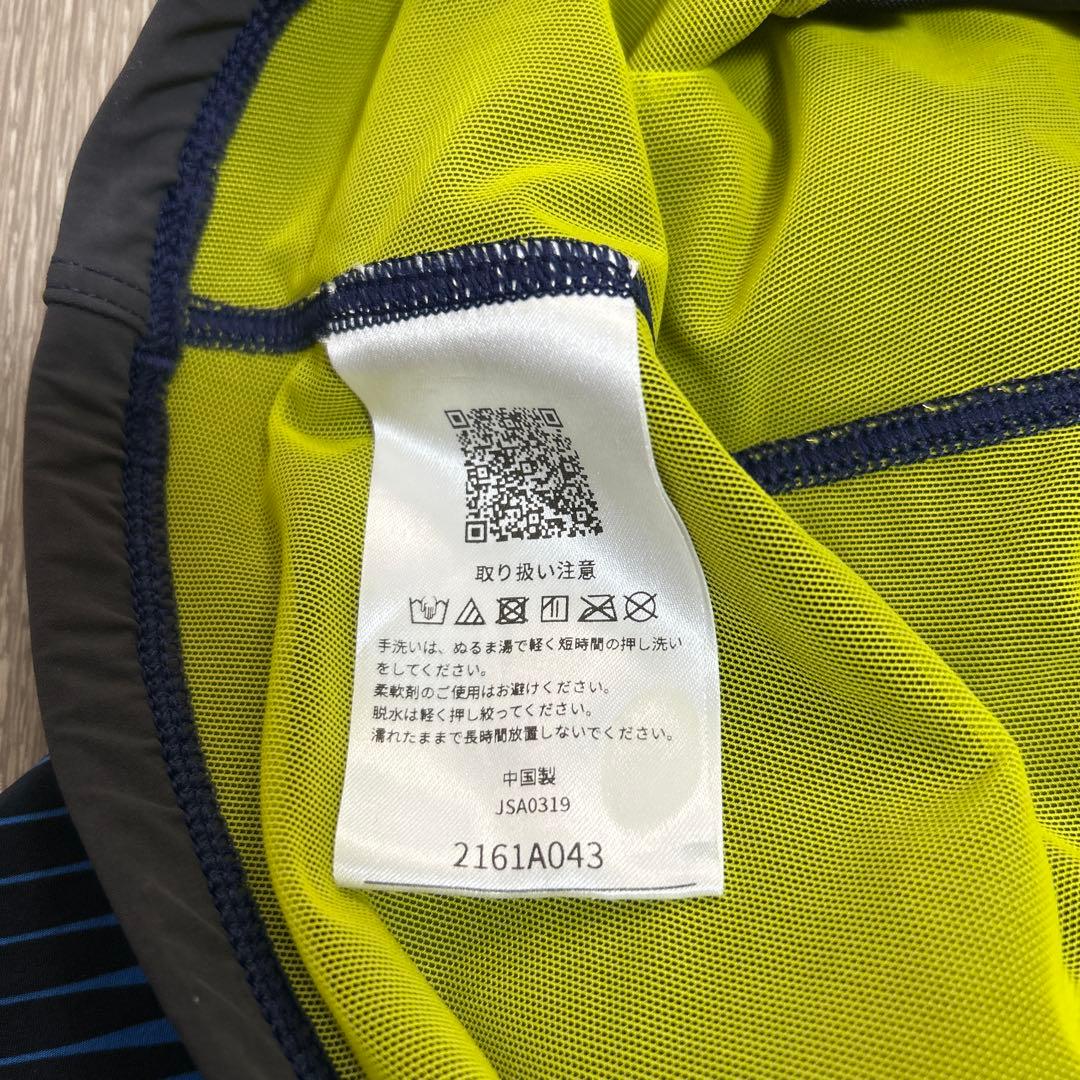 取り扱い注意
手洗いは、ぬるま湯で軽く短時間の押し洗い
をしてください。
柔軟剤のご使用はお避けください。
脱水は軽く押し絞ってください。
濡れたままで長時間放置しないでください。
中国製
JSA0319
2161A043